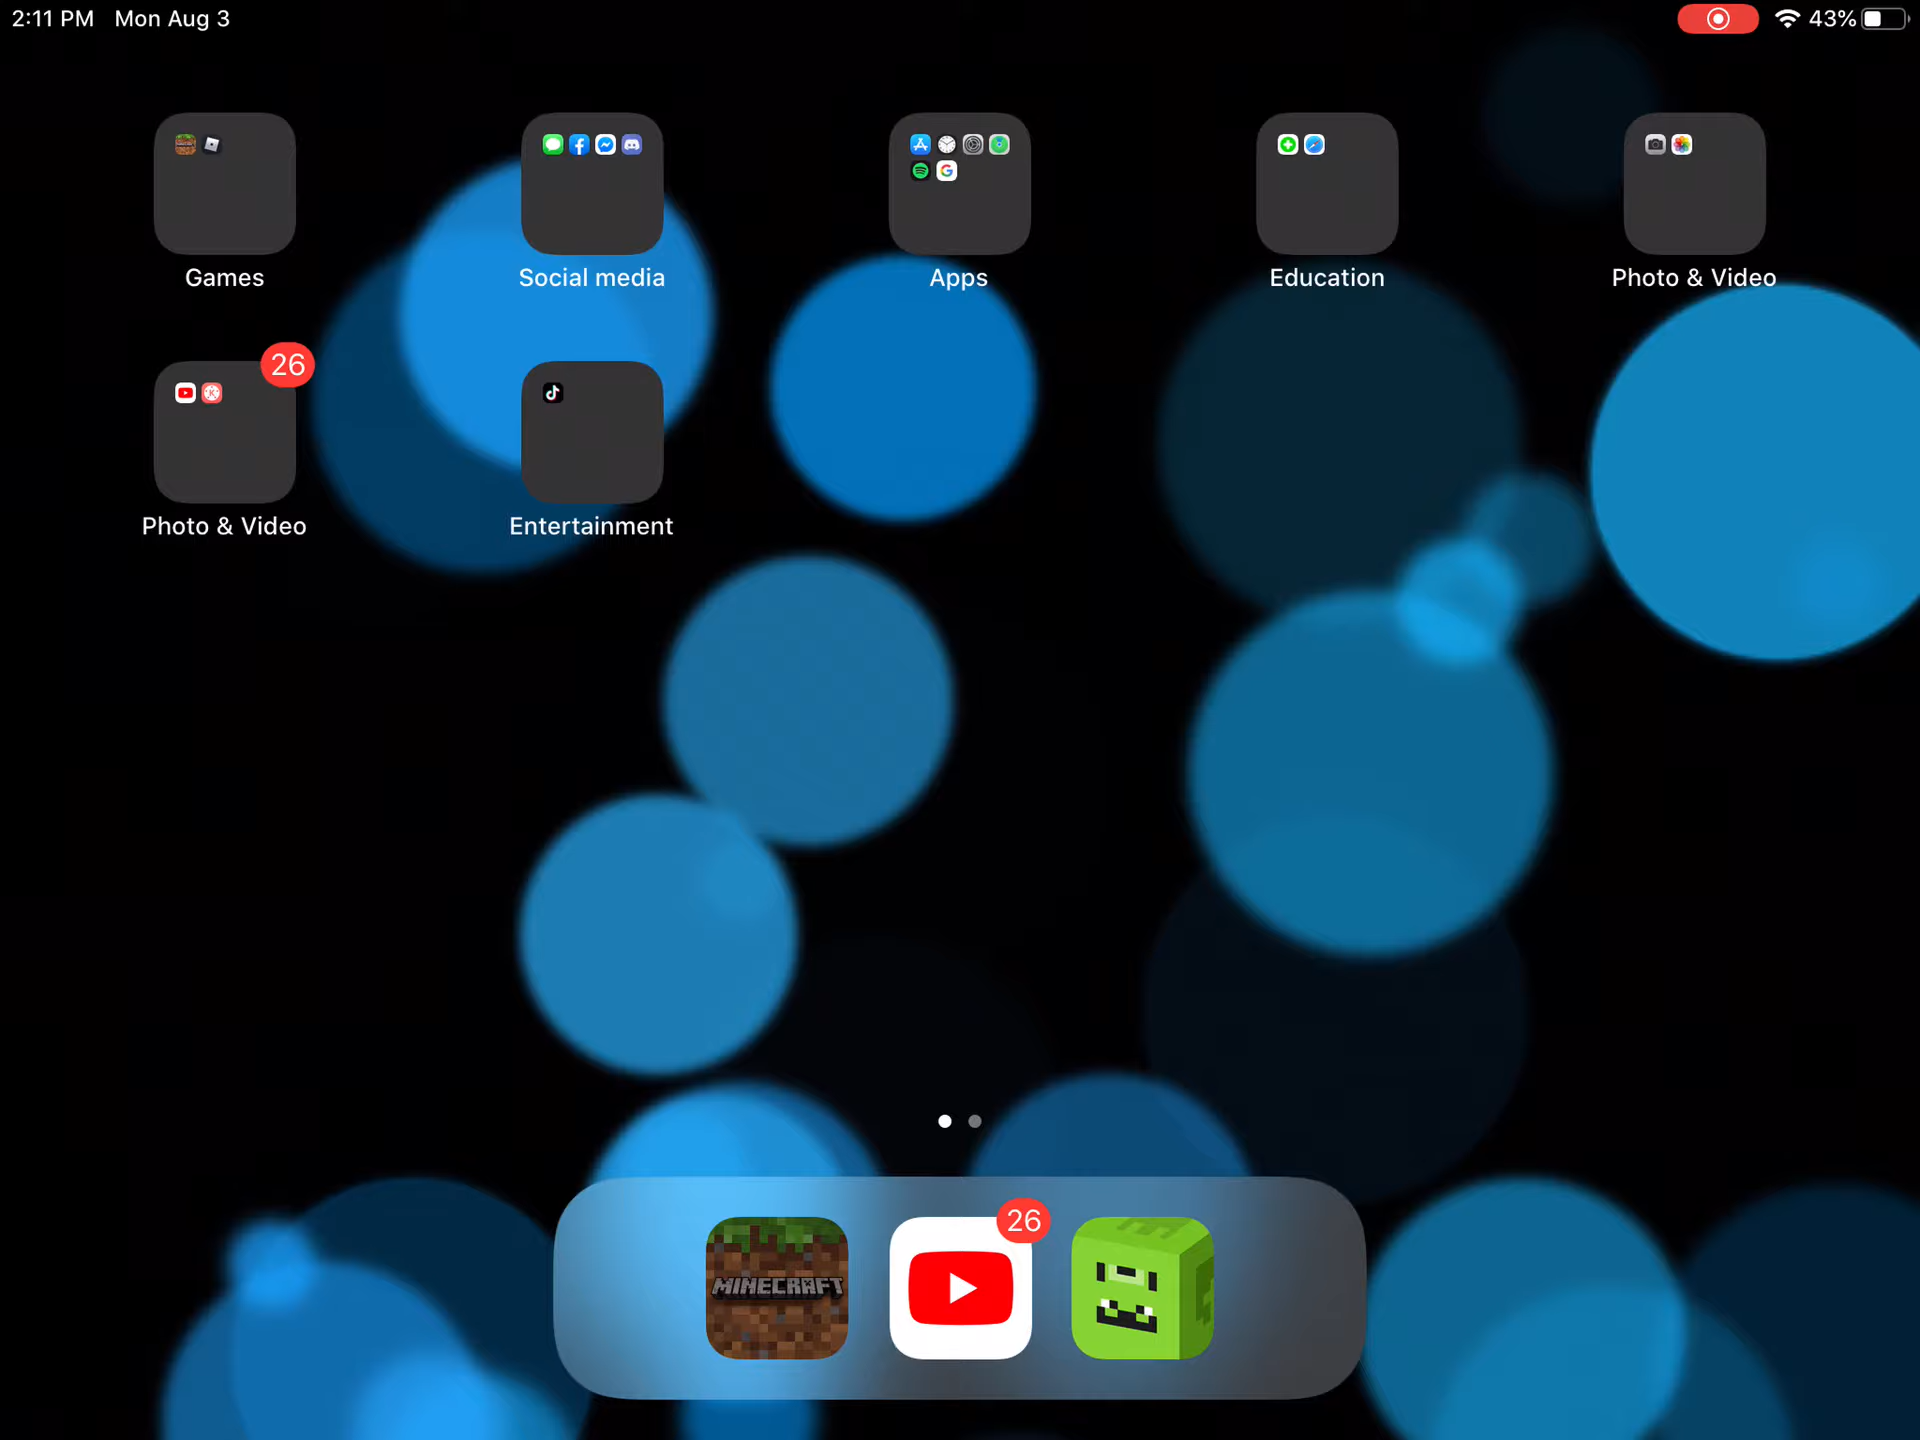 2:11 PM Mon Aug 3
43%
Games
Social media
Apps
Education
Photo & Video
26
Photo & Video
Entertainment
26
MINECRAFT